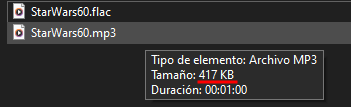 StarWars60.flac
StarWars60.mp3
Tipo de elemento: Archivo MP3
Tamaño: 417 KB
Duración: 00:01:00